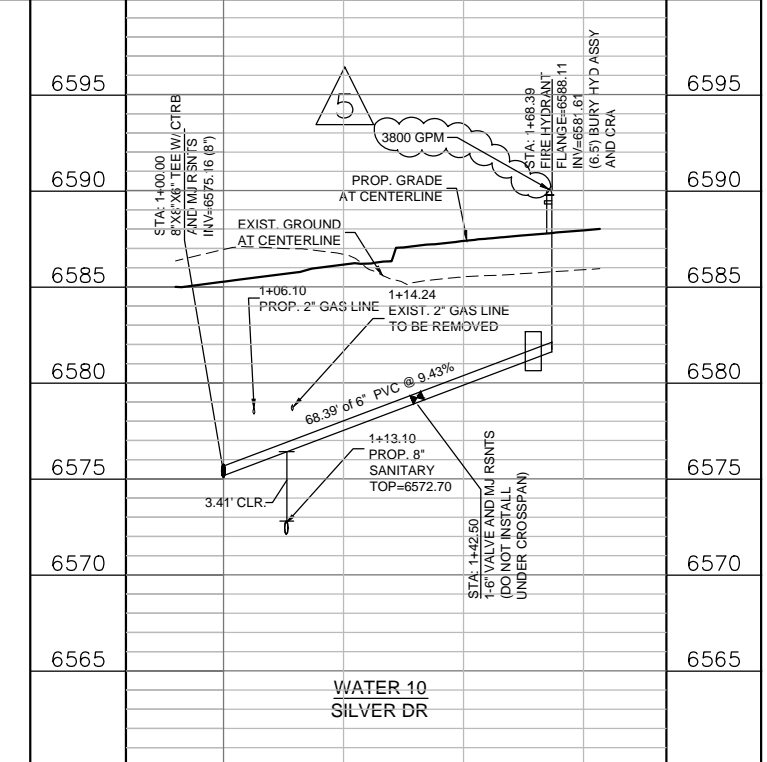 6595
6590
6585
6580
6575
6570
6565
STA: 1+00.00
8"X8"X6" TEE W/ CTRB
AND MJ RSNTS
INV=6575.16 (8")
5
3800 GPM
STA: 1+68.39
FIRE HYDRANT
FLANGE=6588.11
INV=6581.61
(6.5') BURY HYD ASSY
AND CRA
PROP. GRADE
AT CENTERLINE
EXIST. GROUND
AT CENTERLINE
1+06.10
PROP. 2" GAS LINE
1+14.24
EXIST. 2" GAS LINE
TO BE REMOVED
68.39' of 6" PVC @ 9.43%
1+13.10
PROP. 8"
SANITARY
TOP=6572.70
3.41' CLR.
STA: 1+42.50
1-6" VALVE AND MJ RSNTS
(DO NOT INSTALL
UNDER CROSSPAN)
WATER 10
SILVER DR
6595
6590
6585
6580
6575
6570
6565